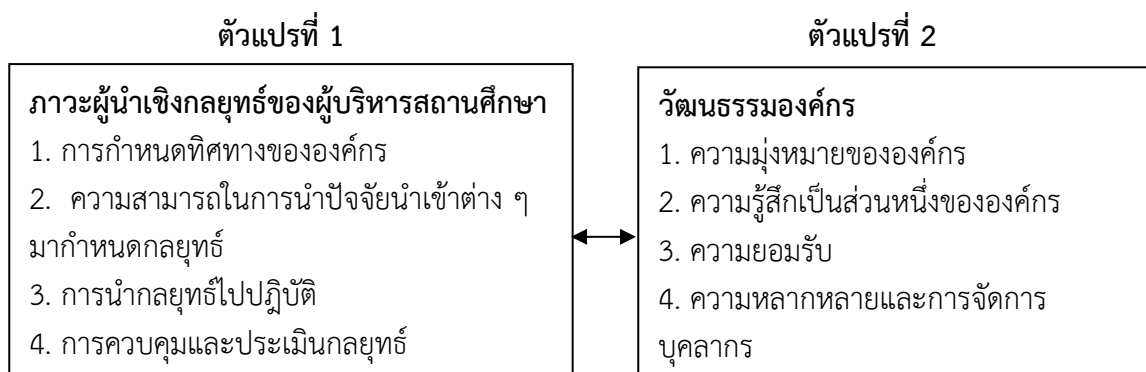 ตัวแปรที่ 1
ภาวะผู้นำเชิงกลยุทธ์ของผู้บริหารสถานศึกษา
1. การกำหนดทิศทางขององค์กร
2. ความสามารถในการนำปัจจัยนำเข้าต่าง ๆ
มากำหนดกลยุทธ์
3. การนำกลยุทธ์ไปปฎิบัติ
4. การควบคุมและประเมินกลยุทธ์
ตัวแปรที่ 2
วัฒนธรรมองค์กร
1. ความมุ่งหมายขององค์กร
2. ความรู้สึกเป็นส่วนหนึ่งขององค์กร
3. ความยอมรับ
4. ความหลากหลายและการจัดการ
บุคลากร